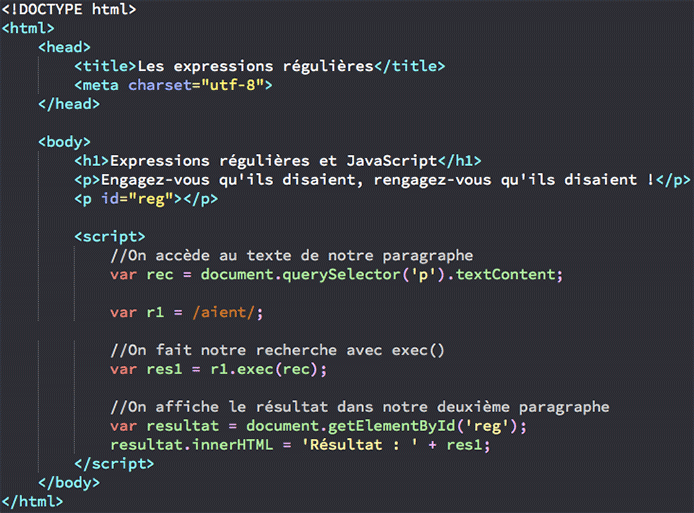 <!DOCTYPE html>
<html>
<head>
<title>Les expressions régulières</title>
<meta charset="utf-8">
</head>
<body>
<h1>Expressions régulières et JavaScript</h1>
<p>Engagez-vous qu'ils disaient, rengagez-vous qu'ils disaient !</p>
<p id="reg"></p>
<script>
//On accède au texte de notre paragraphe
var rec = document.querySelector('p').textContent;
var r1 = /aient/;
//On fait notre recherche avec exec()
var res1 = r1.exec(rec);
//On affiche le résultat dans notre deuxième paragraphe
var resultat = document.getElementById('reg');
resultat.innerHTML = 'Résultat : ' + res1;
</script>
</body>
</html>